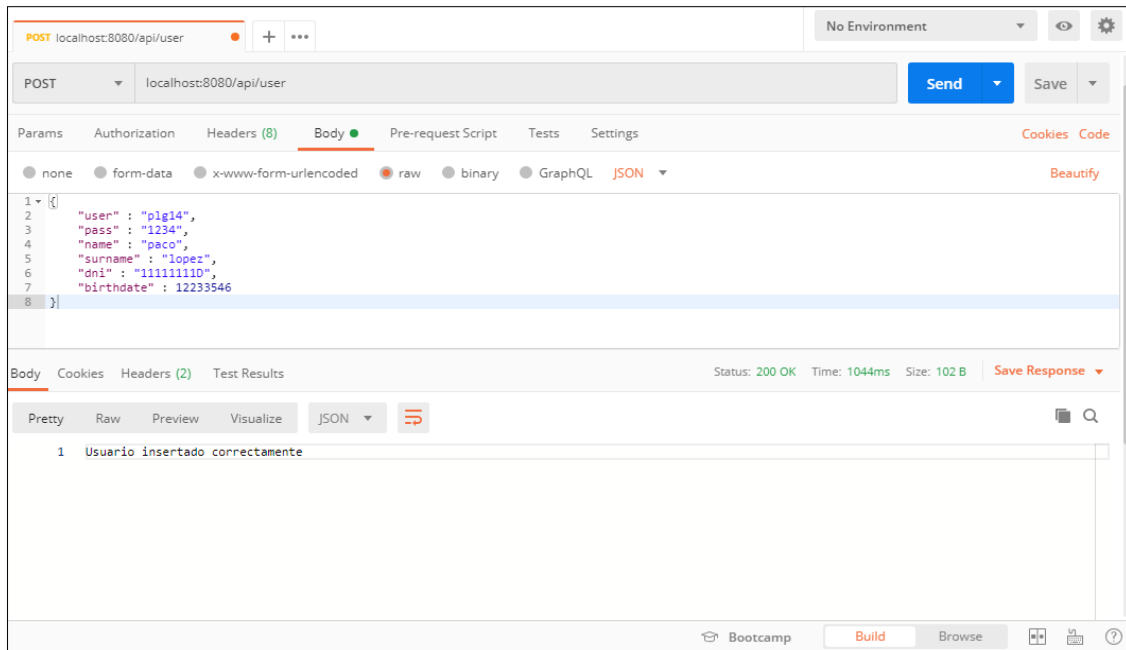 POST localhost:8080/api/user + ••• No Environment
POST localhost:8080/api/user Send Save
Params Authorization Headers (8) Body Pre-request Script Tests Settings Cookies Code
none form-data x-www-form-urlencoded raw binary GraphQL JSON Beautify
1 {
2 "user" : "plg14",
3 "pass" : "1234",
4 "name" : "paco",
5 "surname" : "lopez",
6 "dni" : "11111111D",
7 "birthdate" : 12233546
8 }
Body Cookies Headers (2) Test Results Status: 200 OK Time: 1044ms Size: 102 B Save Response
Pretty Raw Preview Visualize JSON
1 Usuario insertado correctamente
Bootcamp Build Browse ?